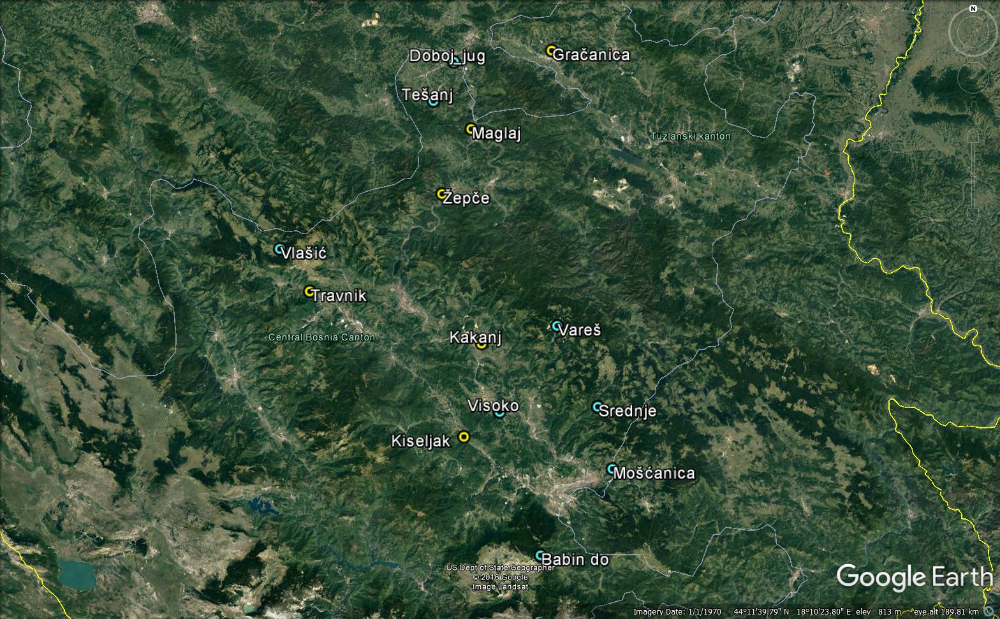 N
Doboj_jug
Gračanica
Tešanj
Maglaj
Tuzlanski kanton
Žepče
Vlašić
Travnik
Central Bosnia Canton
Vareš
Kakanj
Visoko
Srednje
Kiseljak
Mošćanica
Babin do
US Dept of State Geographer
© 2016 Google
Image Landsat
Google Earth
Imagery Date: 1/1/1970 44°11'39.79" N 18°10'23.80" E elev 813 m eye alt 189.81 km